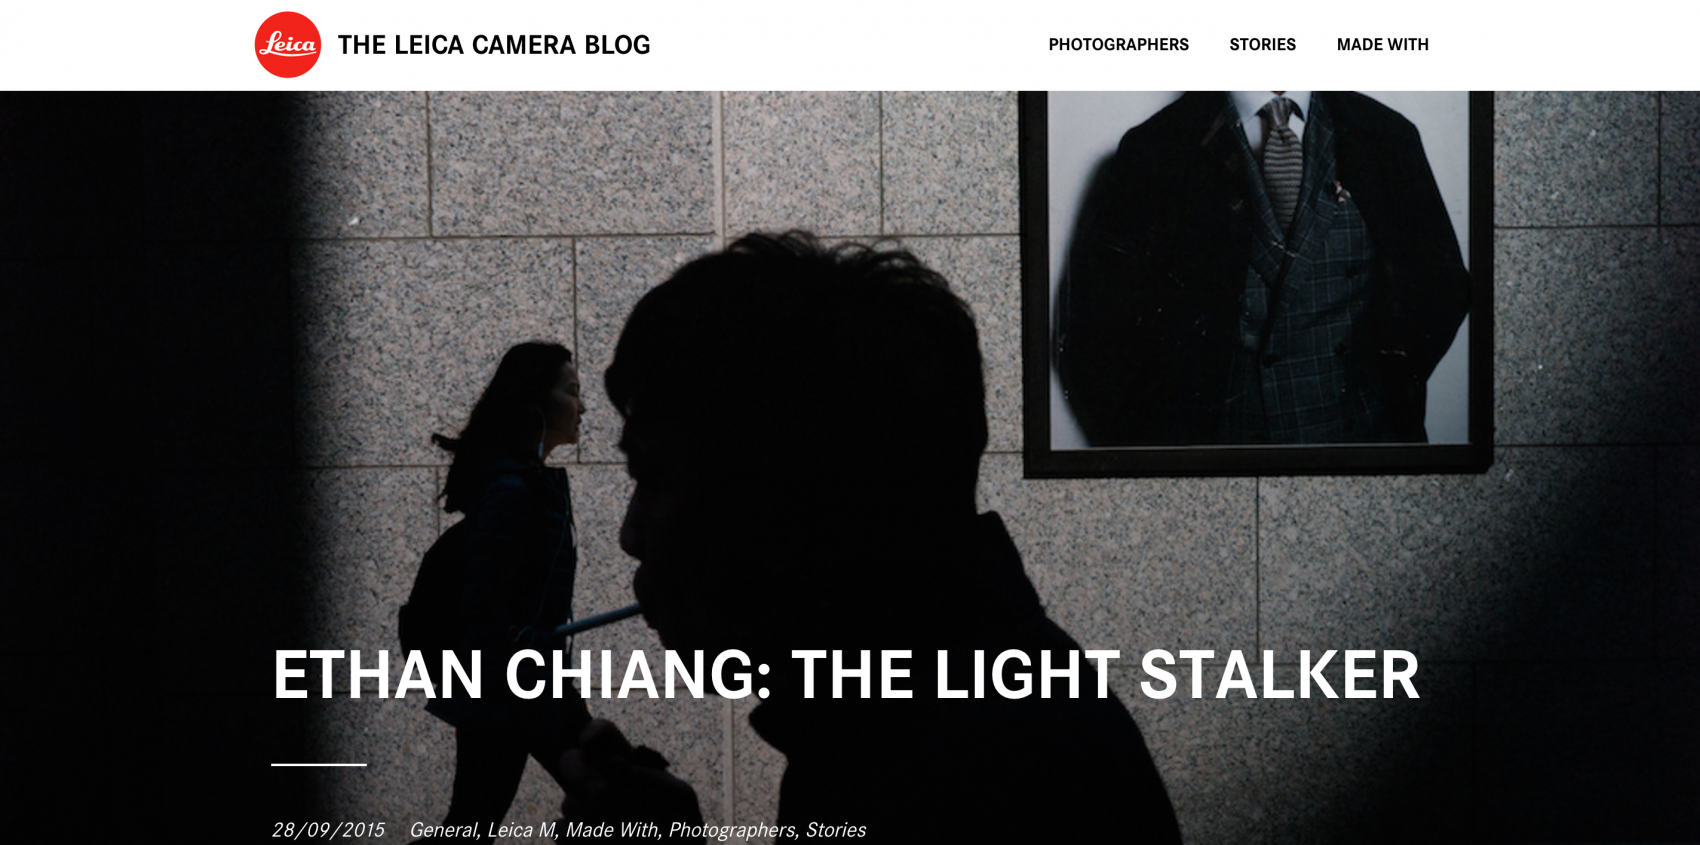 Leica
THE LEICA CAMERA BLOG
PHOTOGRAPHERS STORIES MADE WITH
ETHAN CHIANG: THE LIGHT STALKER
28/09/2015 General, Leica M, Made With, Photographers, Stories